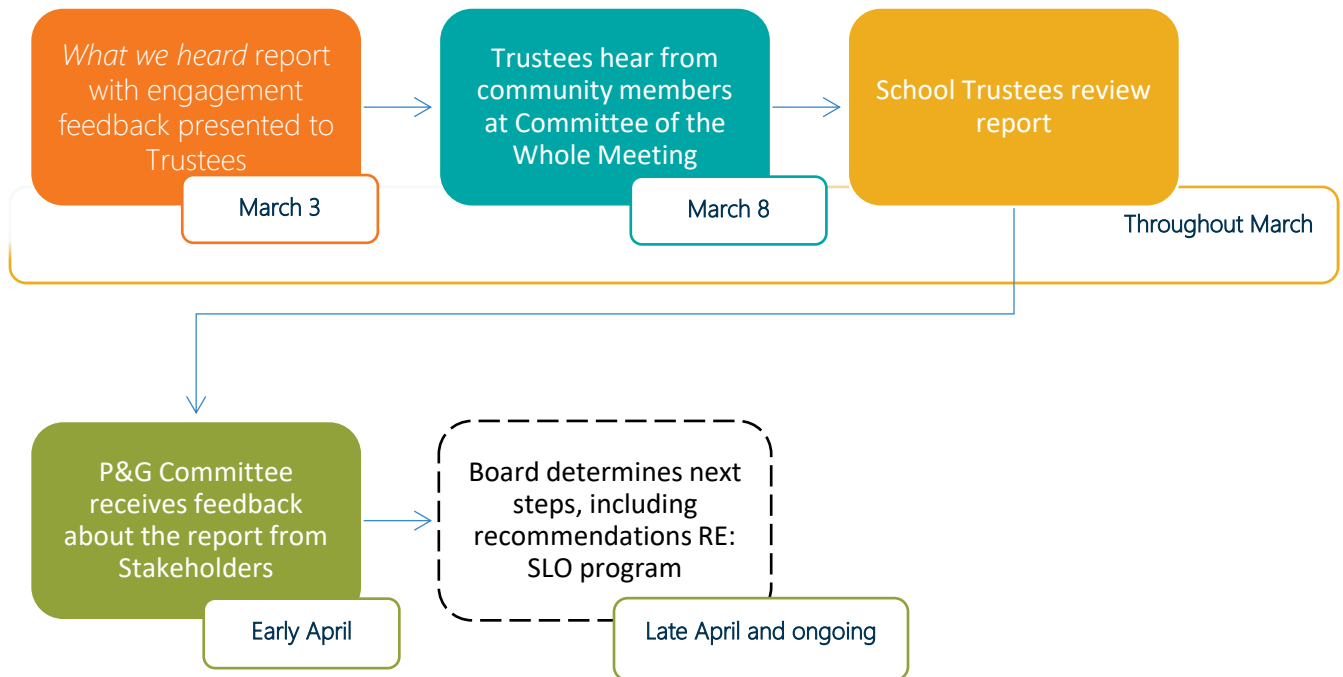 What we heard report
with engagement
feedback presented to
Trustees
March 3
Trustees hear from
community members
at Committee of the
Whole Meeting
March 8
School Trustees review
report
Throughout March
P&G Committee
receives feedback
about the report from
Stakeholders
Early April
Board determines next
steps, including
recommendations RE:
SLO program
Late April and ongoing